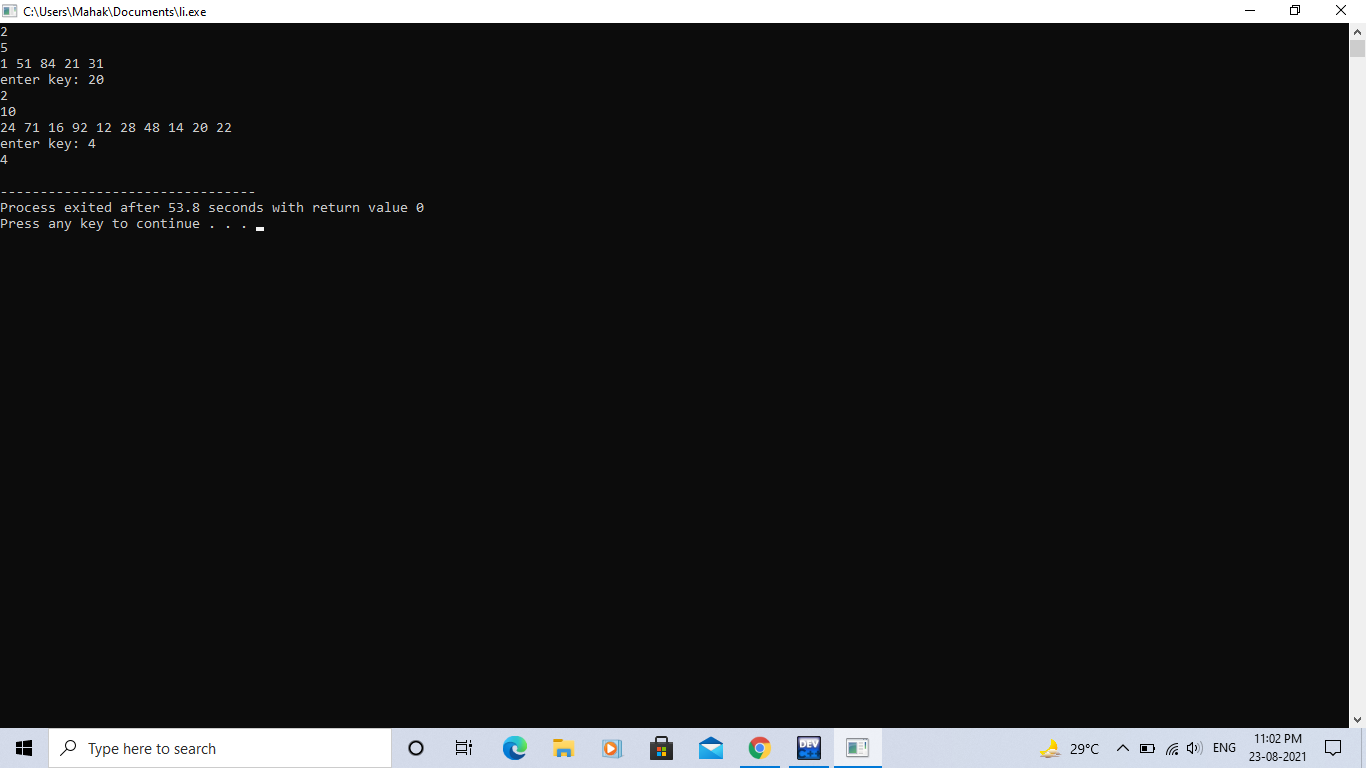 C:\Users\Mahak\Documents\li.exe
2
5
1 51 84 21 31
enter key: 20
2
10
24 71 16 92 12 28 48 14 20 22
enter key: 4
4
--------------------------------
Process exited after 53.8 seconds with return value 0
Press any key to continue . . .
Type here to search
DEV C++
29°C
ENG
11:02 PM
23-08-2021